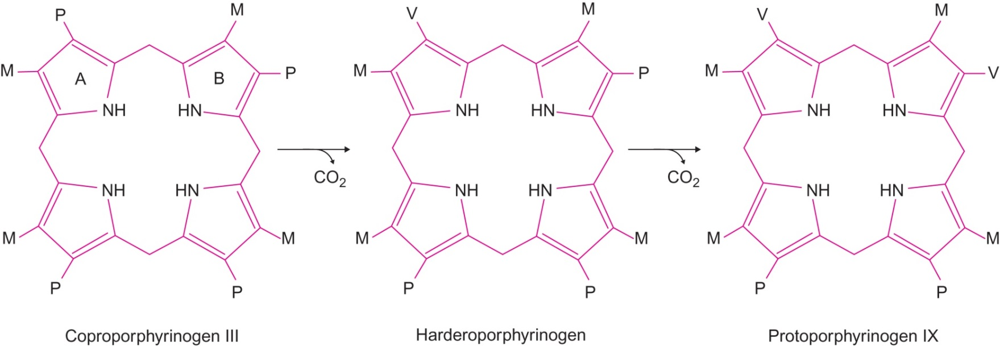 P M V M V M
M A B P M P M V
NH HN NH HN NH HN
CO2 CO2
NH HN NH HN NH HN
M M M M M M
P P P P P P
Coproporphyrinogen III Harderoporphyrinogen Protoporphyrinogen IX